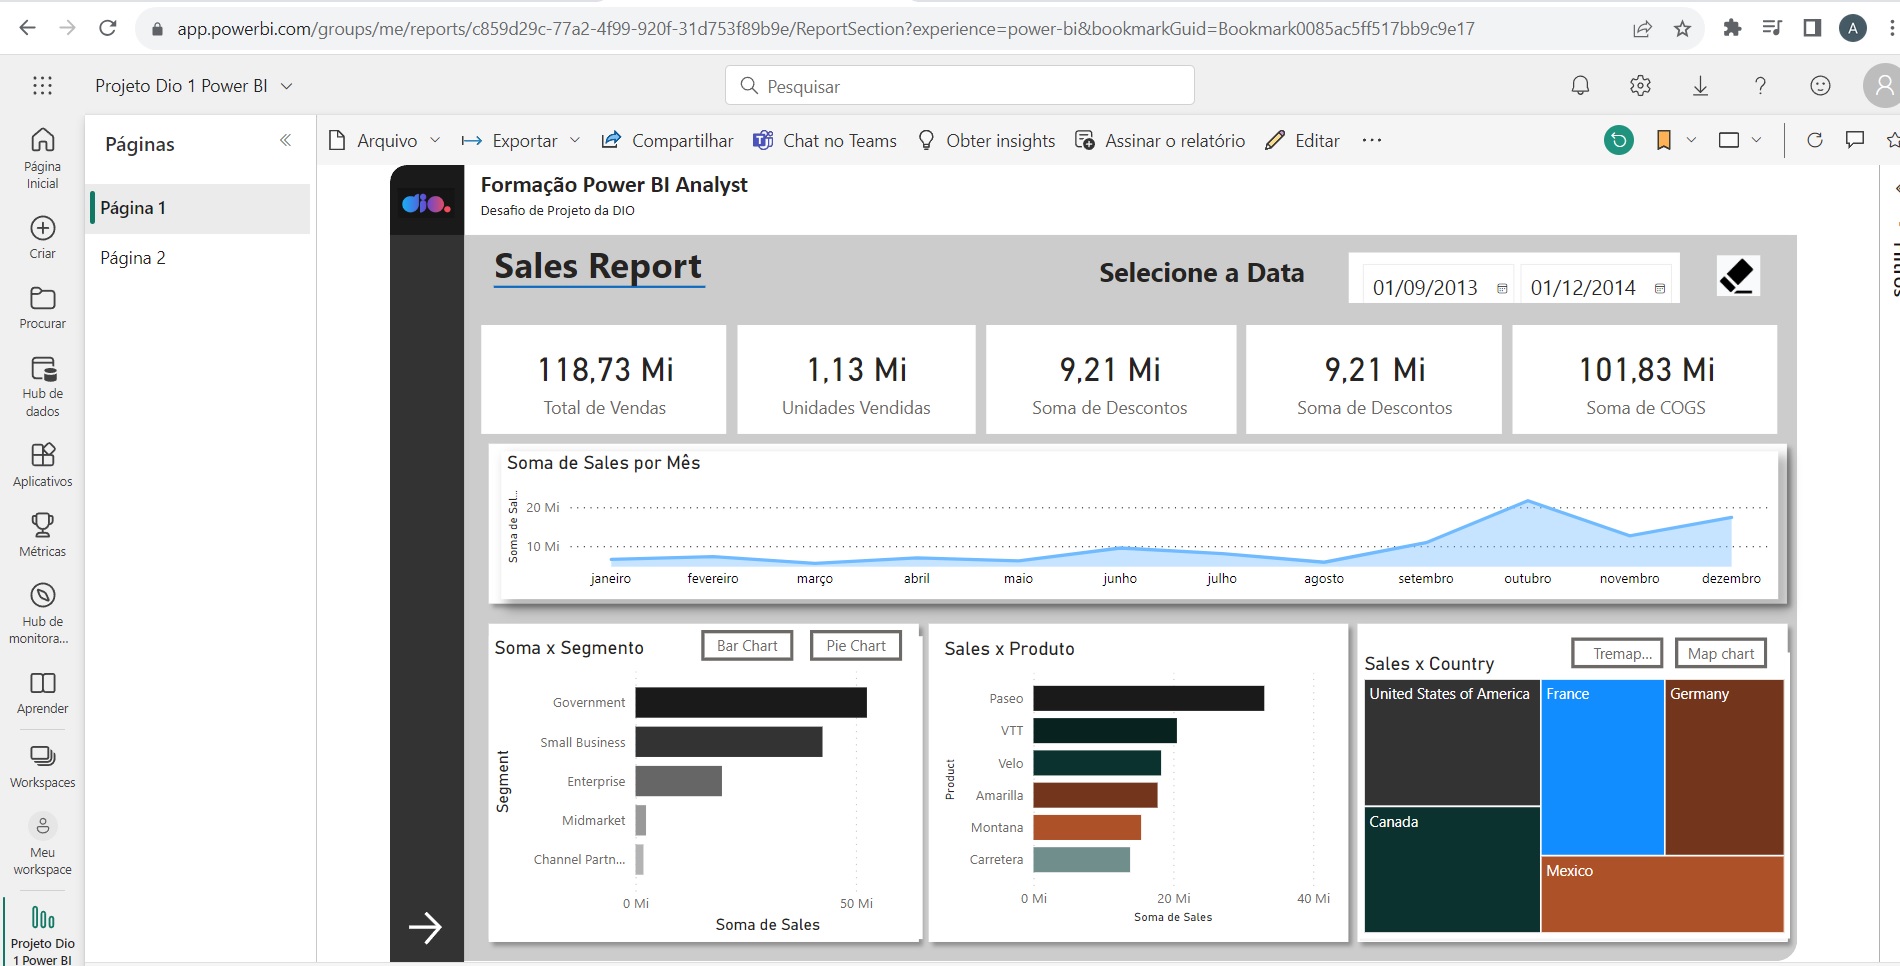 app.powerbi.com/groups/me/reports/c859d29c-77a2-4f99-920f-31d753f89b9e/ReportSection?experience=power-bi&bookmarkGuid=Bookmark0085ac5ff517bb9c9e17
A
Projeto Dio 1 Power BI
Pesquisar
Página
Inicial
Criar
Procurar
Hub de
dados
Aplicativos
Métricas
Hub de
monitora...
Aprender
Workspaces
Meu
workspace
Projeto Dio
1 Power BI
Páginas
Página 1
Página 2
Arquivo
Exportar
Compartilhar
Chat no Teams
Obter insights
Assinar o relatório
Editar
dio.
Formação Power BI Analyst
Desafio de Projeto da DIO
Sales Report
Selecione a Data
01/09/2013
01/12/2014
118,73 Mi
Total de Vendas
1,13 Mi
Unidades Vendidas
9,21 Mi
Soma de Descontos
9,21 Mi
Soma de Descontos
101,83 Mi
Soma de COGS
Soma de Sales por Mês
Soma de Sal...
20 Mi
10 Mi
janeiro
fevereiro
março
abril
maio
junho
julho
agosto
setembro
outubro
novembro
dezembro
Soma x Segmento
Bar Chart
Pie Chart
Segment
Government
Small Business
Enterprise
Midmarket
Channel Partn...
0 Mi
50 Mi
Soma de Sales
Sales x Produto
Product
Paseo
VTT
Velo
Amarilla
Montana
Carretera
0 Mi
20 Mi
40 Mi
Soma de Sales
Sales x Country
Tremap...
Map chart
United States of America
France
Germany
Canada
Mexico